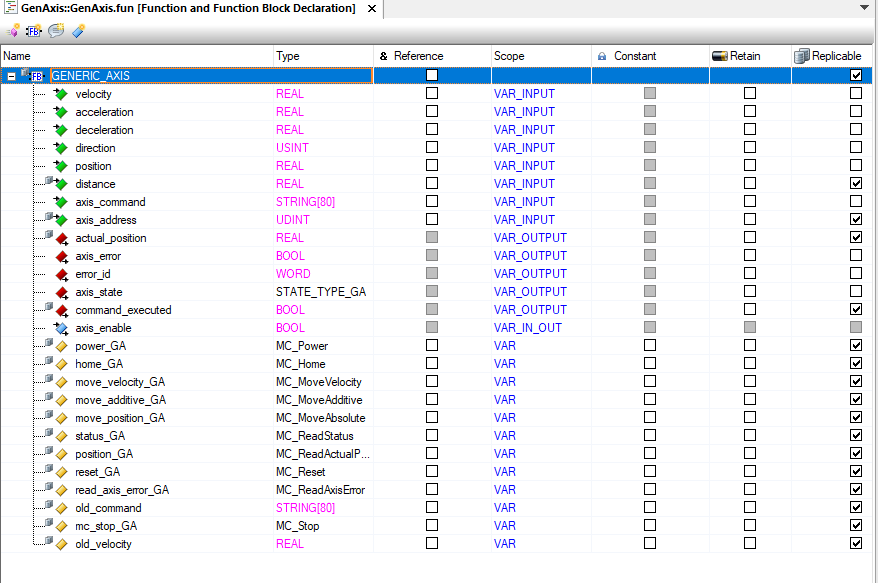 GenAxis::GenAxis.fun [Function and Function Block Declaration] ×
FB
Name Type & Reference Scope Constant Retain Replicable
FB GENERIC_AXIS
velocity REAL VAR_INPUT
acceleration REAL VAR_INPUT
deceleration REAL VAR_INPUT
direction USINT VAR_INPUT
position REAL VAR_INPUT
distance REAL VAR_INPUT
axis_command STRING[80] VAR_INPUT
axis_address UDINT VAR_INPUT
actual_position REAL VAR_OUTPUT
axis_error BOOL VAR_OUTPUT
error_id WORD VAR_OUTPUT
axis_state STATE_TYPE_GA VAR_OUTPUT
command_executed BOOL VAR_OUTPUT
axis_enable BOOL VAR_IN_OUT
power_GA MC_Power VAR
home_GA MC_Home VAR
move_velocity_GA MC_MoveVelocity VAR
move_additive_GA MC_MoveAdditive VAR
move_position_GA MC_MoveAbsolute VAR
status_GA MC_ReadStatus VAR
position_GA MC_ReadActualP... VAR
reset_GA MC_Reset VAR
read_axis_error_GA MC_ReadAxisError VAR
old_command STRING[80] VAR
mc_stop_GA MC_Stop VAR
old_velocity REAL VAR